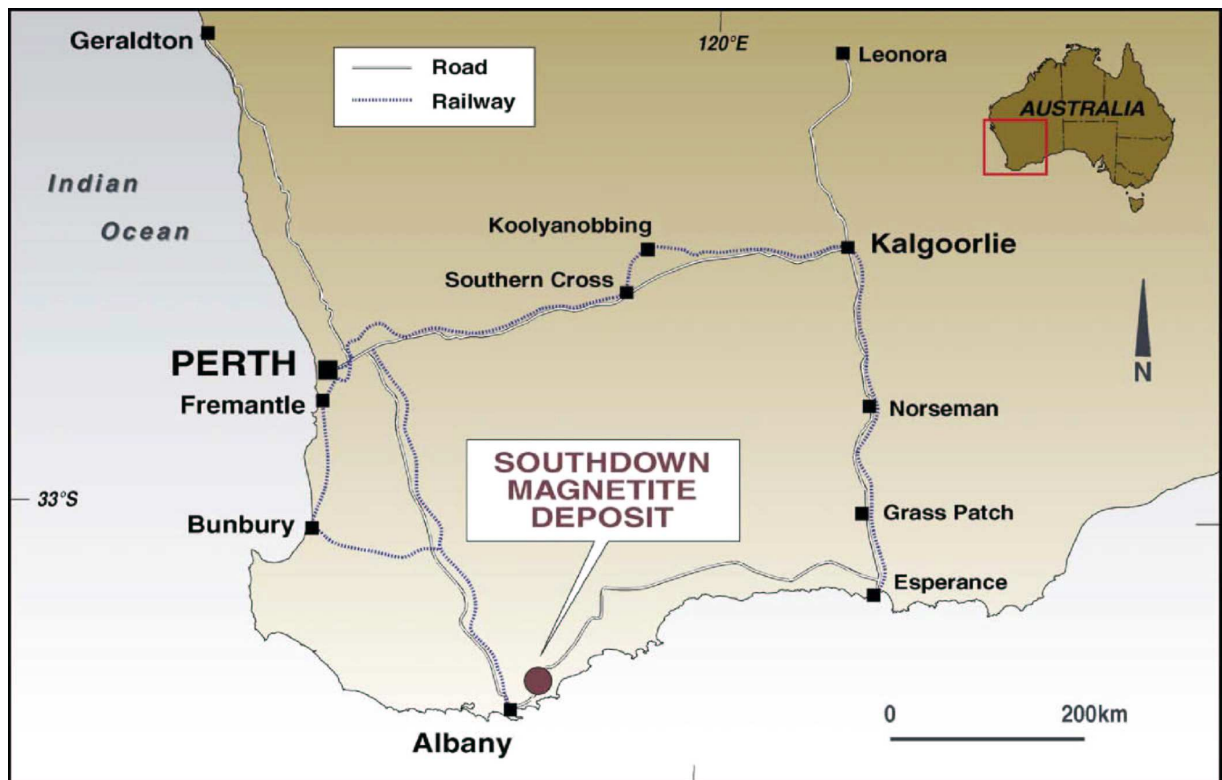 Geraldton
120°E
Leonora
Road
Railway
AUSTRALIA
Indian
Ocean
Koolyanobbing
Kalgoorlie
Southern Cross
PERTH
Fremantle
Norseman
N
SOUTHDOWN
MAGNETITE
DEPOSIT
33°S
Bunbury
Grass Patch
Esperance
Albany
0 200km